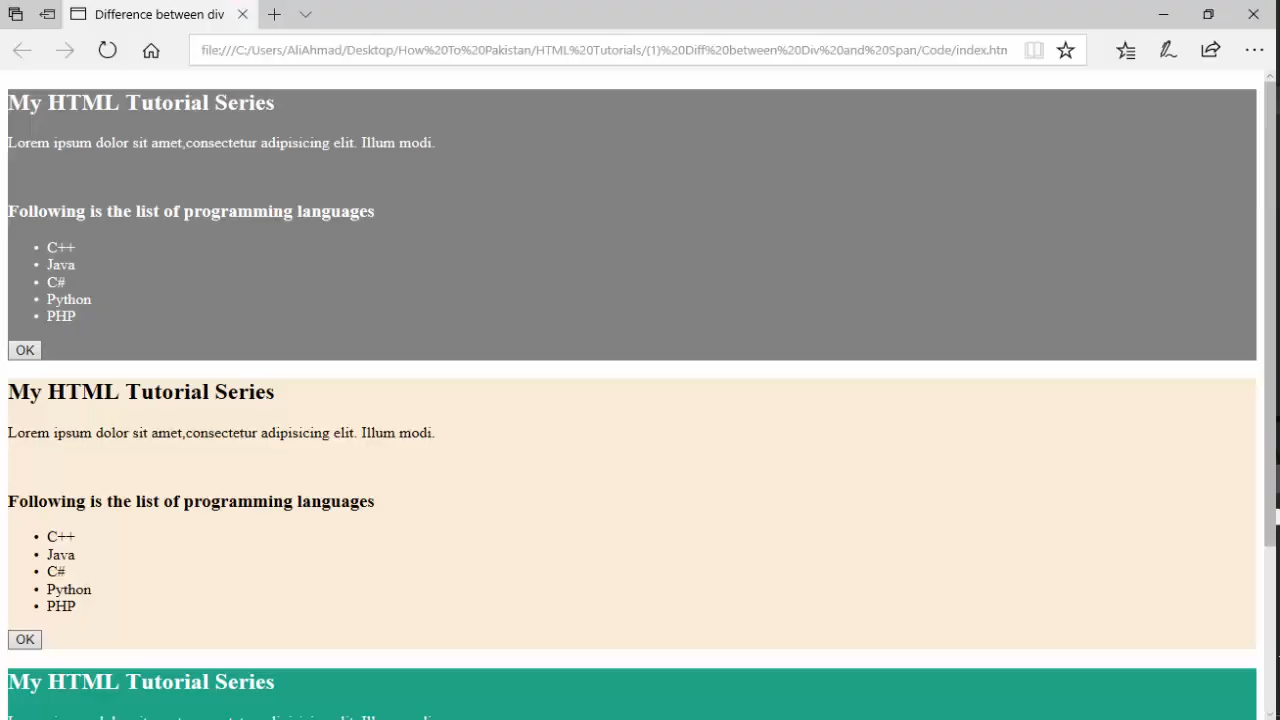 Difference between div
file:///C:/Users/AliAhmad/Desktop/How%20To%20Pakistan/HTML%20Tutorials/(1)%20Diff%20between%20Div%20and%20Span/Code/index.htm
My HTML Tutorial Series
Lorem ipsum dolor sit amet,consectetur adipisicing elit. Illum modi.
Following is the list of programming languages
• C++
• Java
• C#
• Python
• PHP
OK
My HTML Tutorial Series
Lorem ipsum dolor sit amet,consectetur adipisicing elit. Illum modi.
Following is the list of programming languages
• C++
• Java
• C#
• Python
• PHP
OK
My HTML Tutorial Series